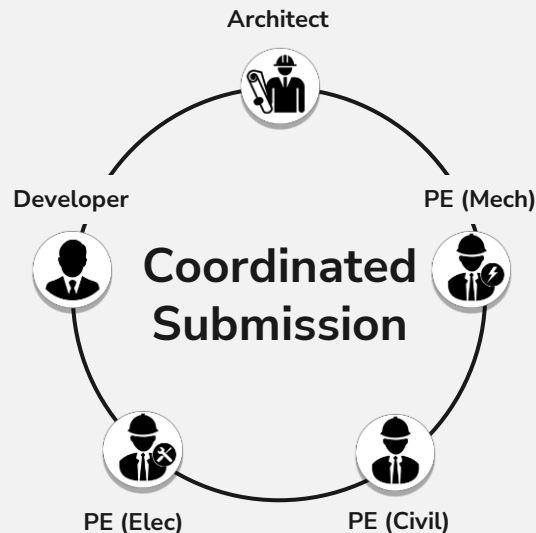 Architect
Developer
PE (Mech)
Coordinated
Submission
PE (Elec)
PE (Civil)